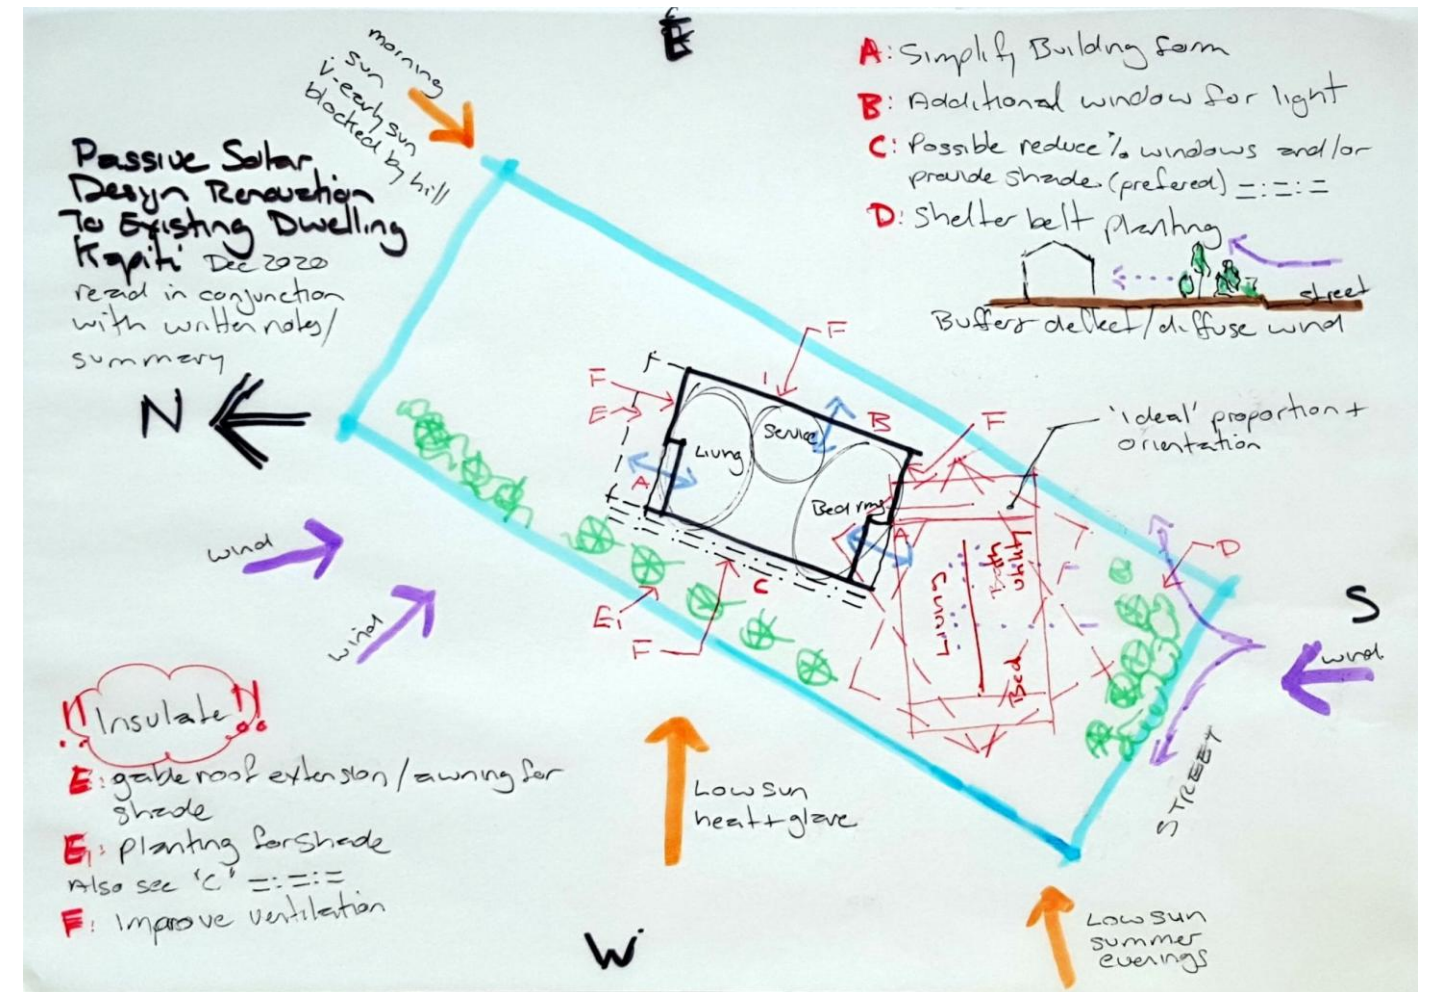 E
morning
sun
v-early sun
blocked by hill
Passive Solar
Design Renovation
To Existing Dwelling
Kapiti Dec 2020
read in conjunction
with written notes/
summary
N
A: Simplify Building form
B: Additional window for light
C: Possible reduce % windows and/or
provide shade. (prefered)
D: Shelter belt planting
street
Buffers deflect/diffuse wind
'ideal' proportion +
orientation
F
F
E
1
B
F
Living
Service
Bed rms
A
A
C
E1
F
Living
Bed
D
wind
wind
S
wind
STREET
!! Insulate !!
E: gable roof extension/awning for
shade
E1: planting for shade
Also see 'C'
F: improve ventilation
Low sun
heat + glare
W
Low sun
summer
evenings